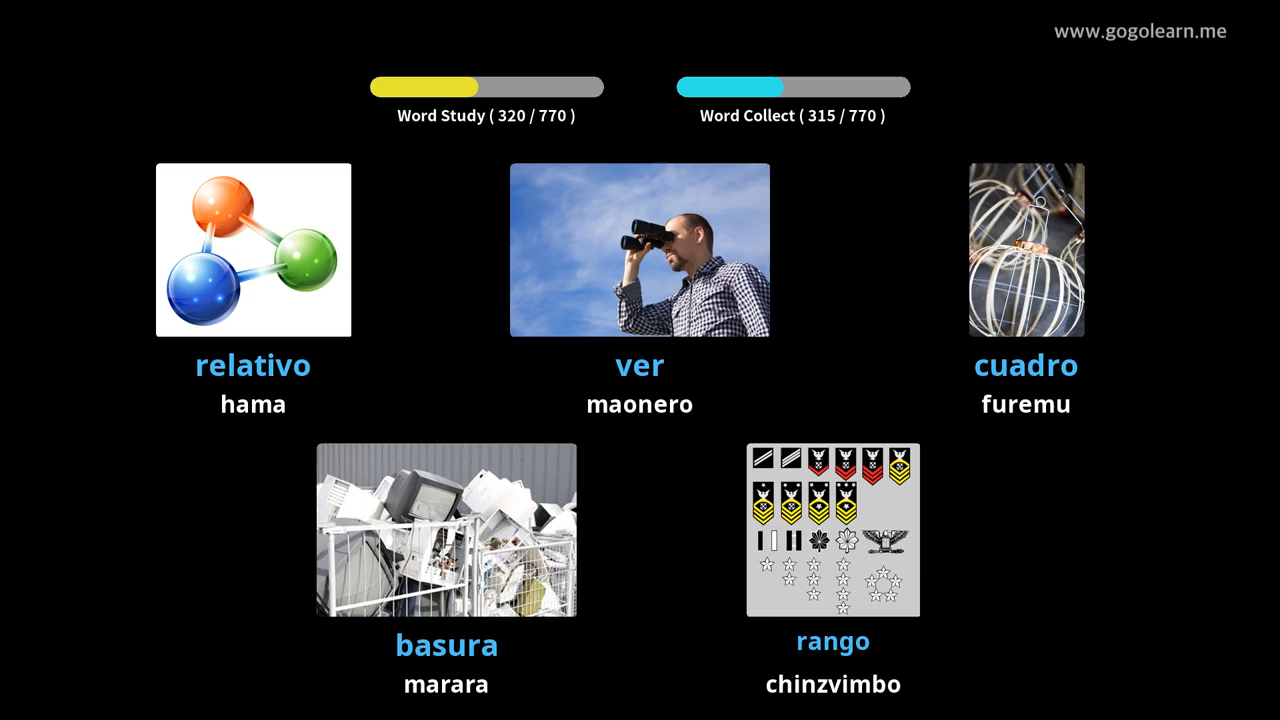 www.gogolearn.me
Word Study ( 320 / 770 )
Word Collect ( 315 / 770 )
relativo
hama
ver
maonero
cuadro
furemu
basura
marara
rango
chinzvimbo